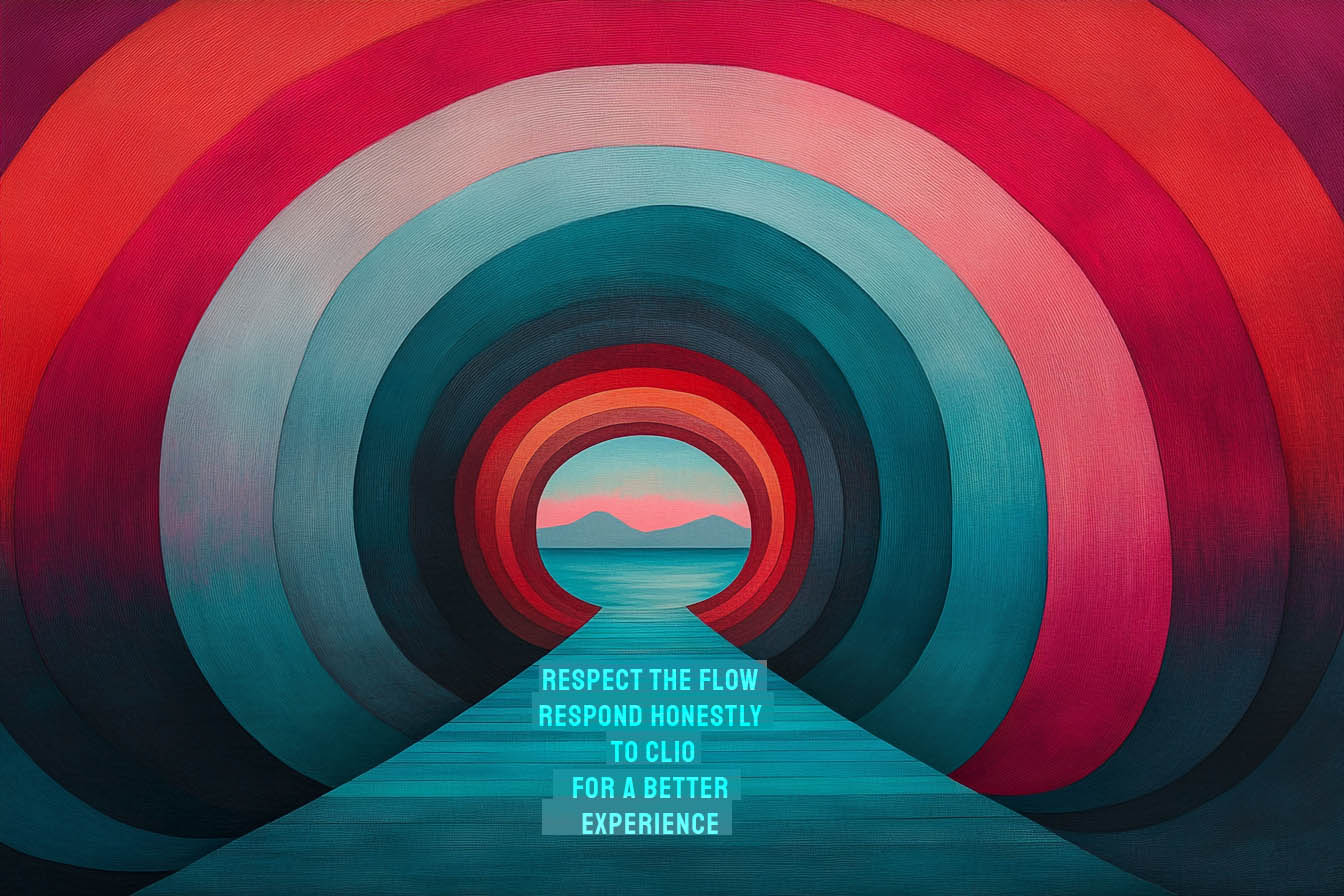 RESPECT THE FLOW
RESPOND HONESTLY
TO CLIO
FOR A BETTER
EXPERIENCE